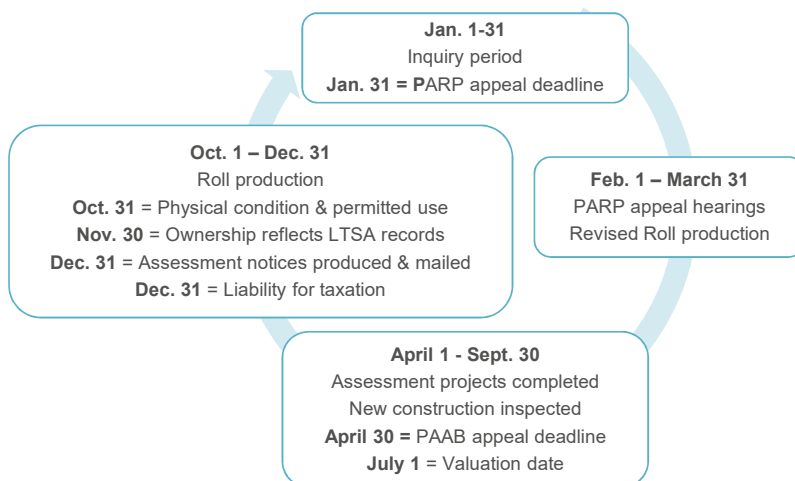 Jan. 1-31
Inquiry period
Jan. 31 = PARP appeal deadline
Feb. 1 – March 31
PARP appeal hearings
Revised Roll production
April 1 - Sept. 30
Assessment projects completed
New construction inspected
April 30 = PAAB appeal deadline
July 1 = Valuation date
Oct. 1 – Dec. 31
Roll production
Oct. 31 = Physical condition & permitted use
Nov. 30 = Ownership reflects LTSA records
Dec. 31 = Assessment notices produced & mailed
Dec. 31 = Liability for taxation